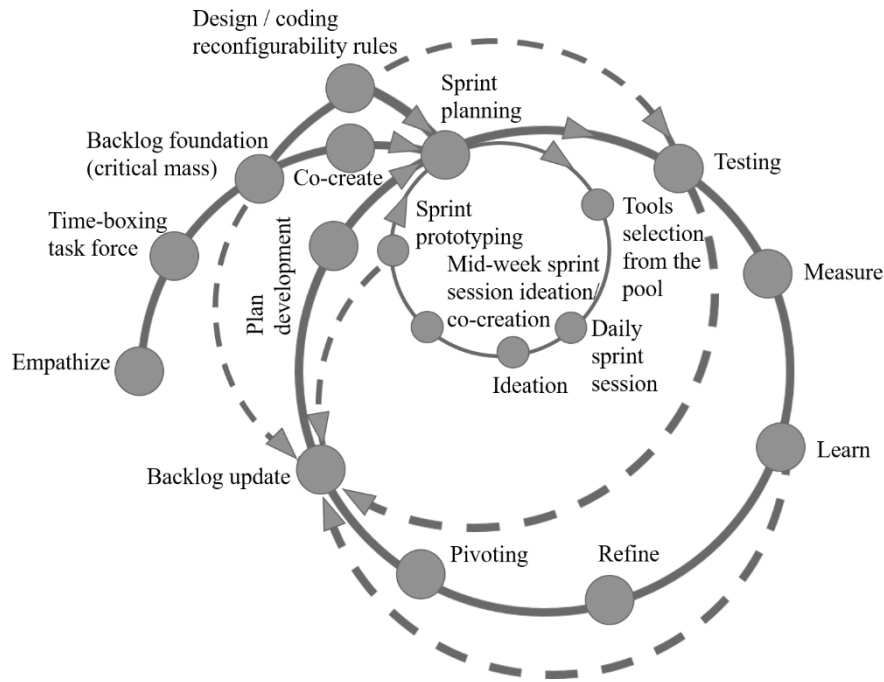 Design / coding
reconfigurability rules
Sprint
planning
Backlog foundation
(critical mass)
Co-create
Testing
Time-boxing
task force
Sprint
prototyping
Tools
selection
from the
pool
Plan
development
Mid-week sprint
session ideation/
co-creation
Measure
Daily
sprint
session
Empathize
Ideation
Learn
Backlog update
Pivoting
Refine